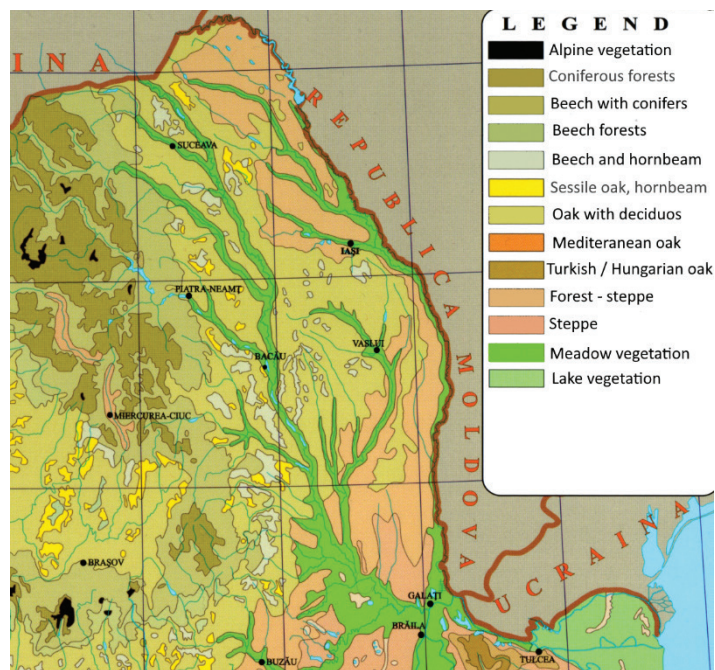 LEGEND
Alpine vegetation
Coniferous forests
Beech with conifers
Beech forests
Beech and hornbeam
Sessile oak, hornbeam
Oak with deciduos
Mediteranean oak
Turkish / Hungarian oak
Forest - steppe
Steppe
Meadow vegetation
Lake vegetation
INA
REPUBLICA MOLDOVA
UCRAINA
SUCEAVA
IAȘI
PIATRA-NEAMȚ
VASLUI
BACĂU
MIERCUREA-CIUC
BRAȘOV
GALAȚI
BRĂILA
BUZĂU
TULCEA